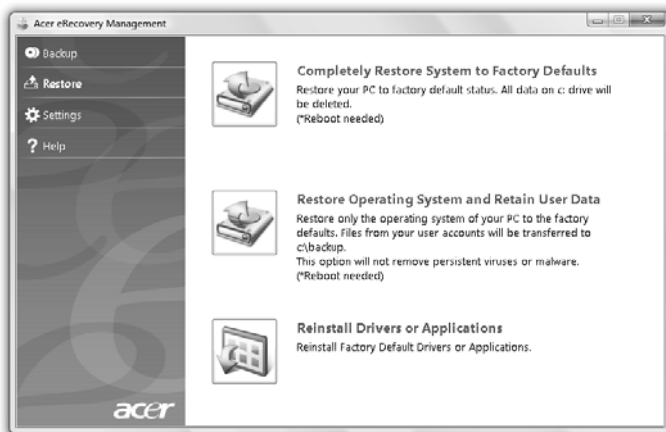 Acer eRecovery Management
Backup
Restore
Settings
Help
Completely Restore System to Factory Defaults
Restore your PC to factory default status. All data on c: drive will
be deleted.
(*Reboot needed)
Restore Operating System and Retain User Data
Restore only the operating system of your PC to the factory
defaults. Files from your user accounts will be transferred to
c:\backup.
This option will not remove persistent viruses or malware.
(*Reboot needed)
Reinstall Drivers or Applications
Reinstall Factory Default Drivers or Applications.
acer